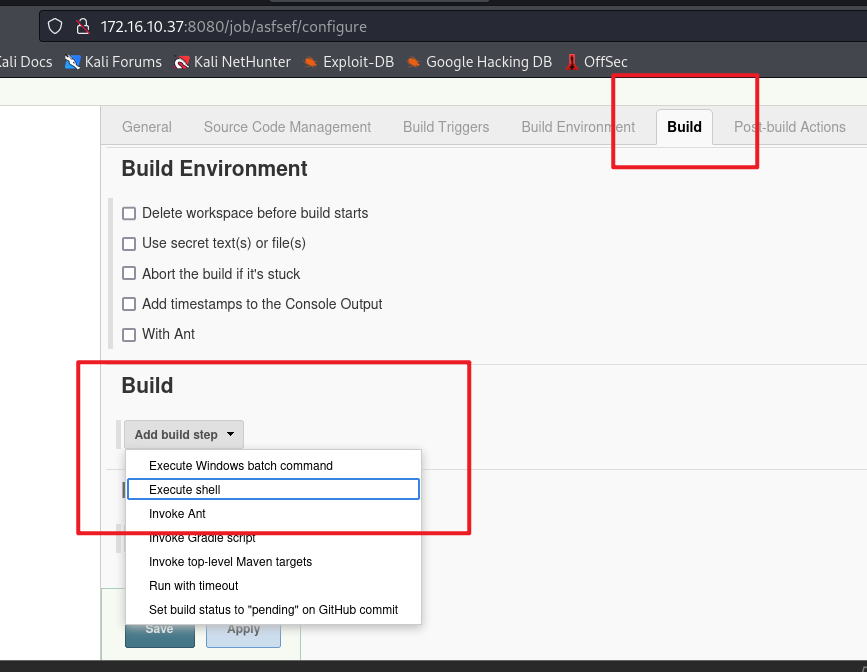 172.16.10.37:8080/job/asfsef/configure
Kali Docs Kali Forums Kali NetHunter Exploit-DB Google Hacking DB OffSec
General Source Code Management Build Triggers Build Environment Build Post-build Actions
Build Environment
Delete workspace before build starts
Use secret text(s) or file(s)
Abort the build if it's stuck
Add timestamps to the Console Output
With Ant
Build
Add build step
Execute Windows batch command
Execute shell
Invoke Ant
Invoke Gradle script
Invoke top-level Maven targets
Run with timeout
Set build status to "pending" on GitHub commit
Save Apply